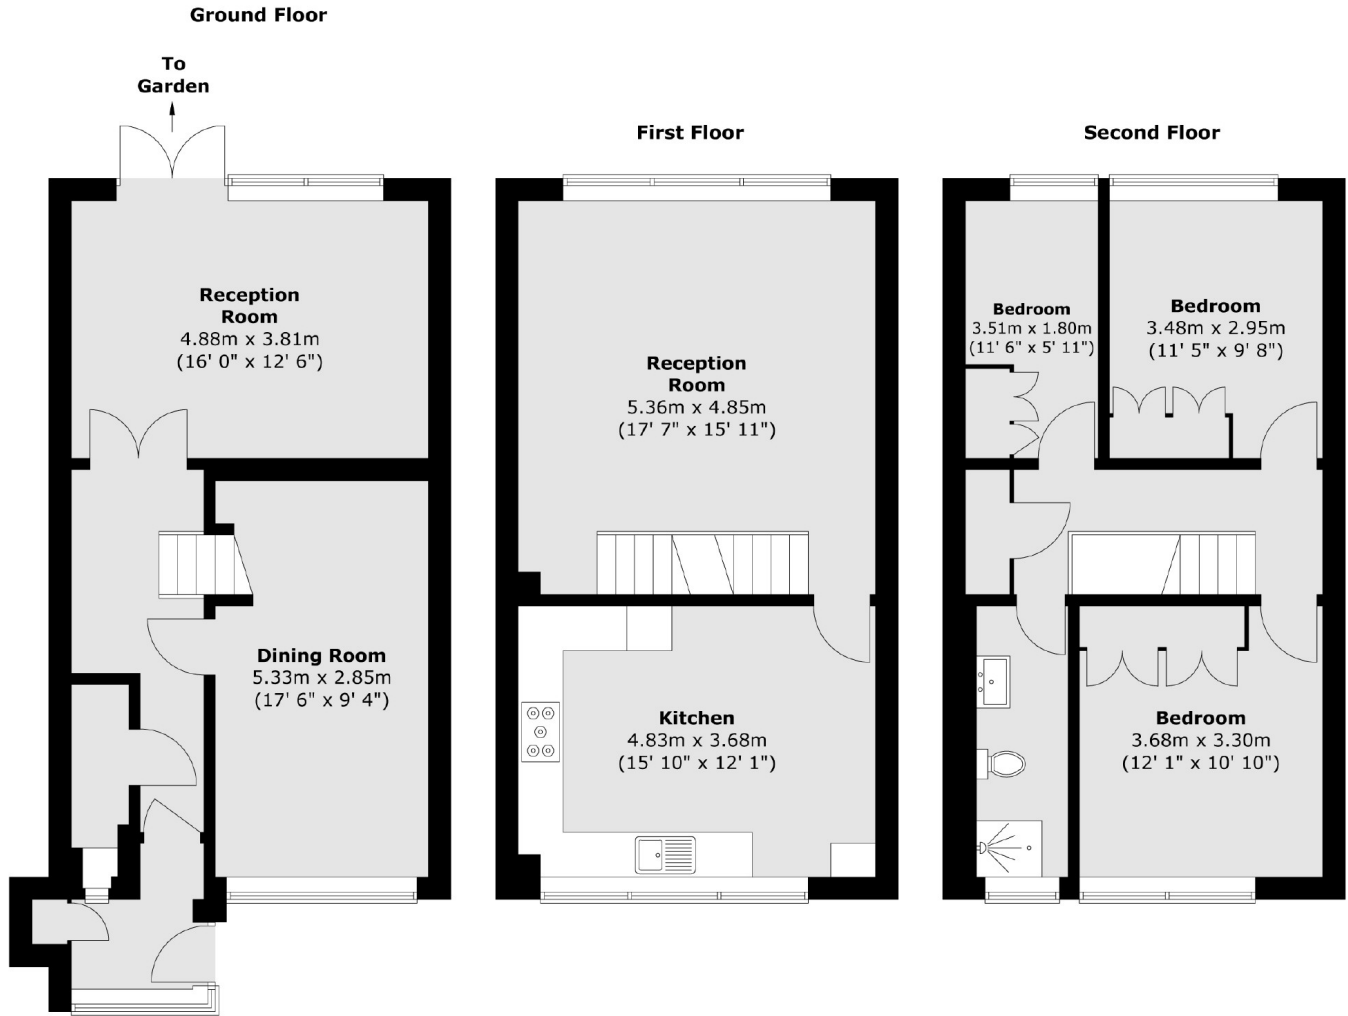 Ground Floor
To
Garden
Reception
Room
4.88m x 3.81m
(16' 0" x 12' 6")
Dining Room
5.33m x 2.85m
(17' 6" x 9' 4")
First Floor
Reception
Room
5.36m x 4.85m
(17' 7" x 15' 11")
Kitchen
4.83m x 3.68m
(15' 10" x 12' 1")
Second Floor
Bedroom
3.51m x 1.80m
(11' 6" x 5' 11")
Bedroom
3.48m x 2.95m
(11' 5" x 9' 8")
Bedroom
3.68m x 3.30m
(12' 1" x 10' 10")